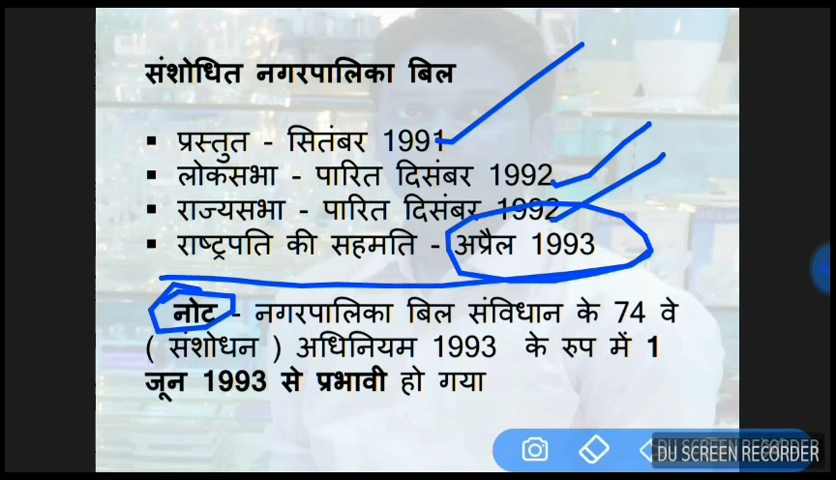 संशोधित नगरपालिका बिल
▪ प्रस्तुत - सितंबर 1991
▪ लोकसभा - पारित दिसंबर 1992
▪ राज्यसभा - पारित दिसंबर 1992
▪ राष्ट्रपति की सहमति - अप्रैल 1993
नोट - नगरपालिका बिल संविधान के 74 वे
( संशोधन ) अधिनियम 1993 के रुप में 1
जून 1993 से प्रभावी हो गया
DU SCREEN RECORDER